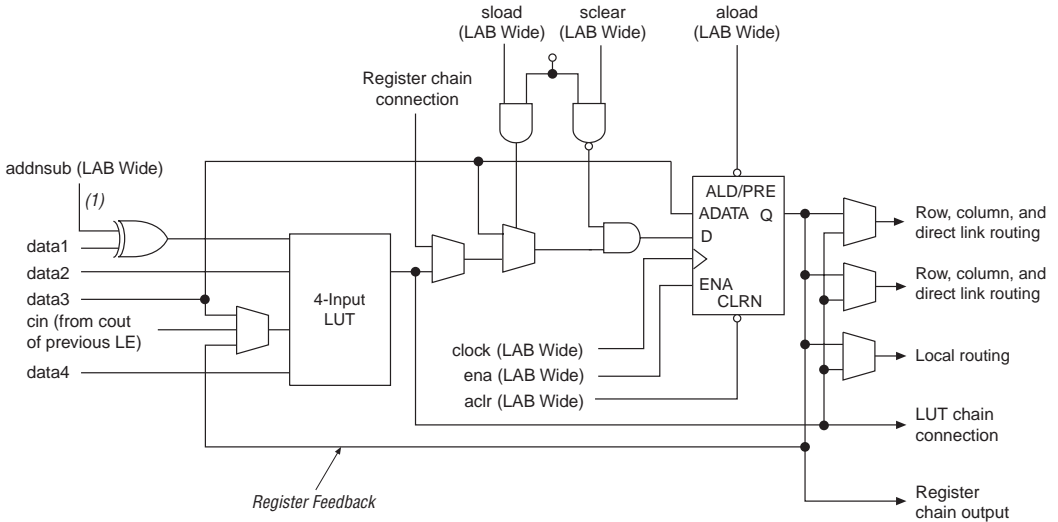 sload
(LAB Wide)
sclear
(LAB Wide)
aload
(LAB Wide)
Register chain
connection
addnsub (LAB Wide)
(1)
data1
data2
data3
cin (from cout
of previous LE)
data4
4-Input
LUT
ALD/PRE
ADATA Q
D
ENA
CLRN
clock (LAB Wide)
ena (LAB Wide)
aclr (LAB Wide)
Row, column, and
direct link routing
Row, column, and
direct link routing
Local routing
LUT chain
connection
Register
chain output
Register Feedback